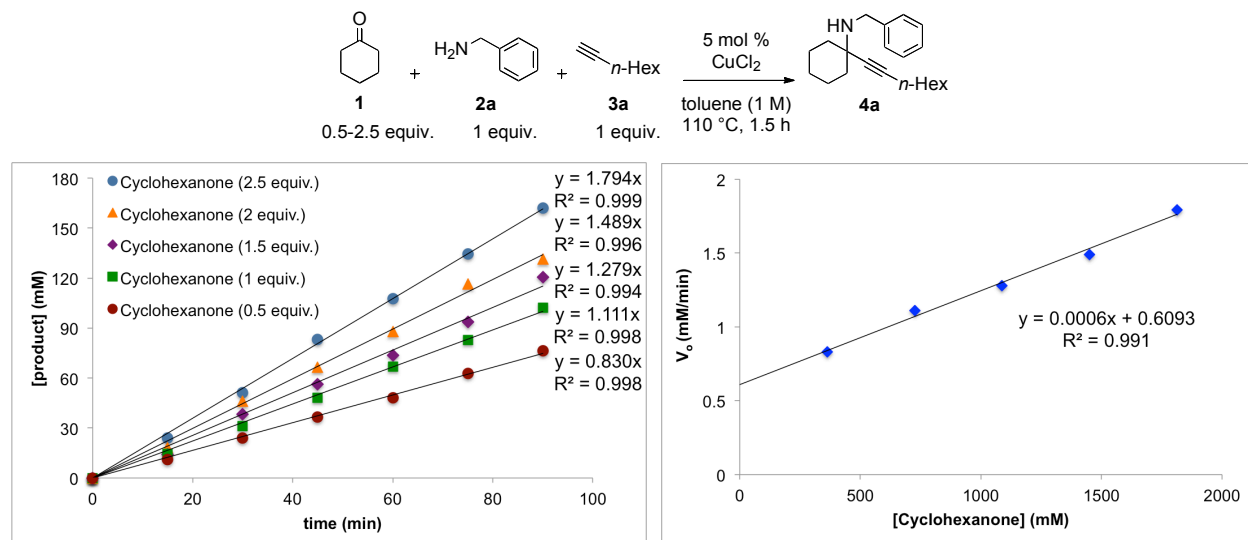 O
1
0.5-2.5 equiv.
+
H2N
2a
1 equiv.
+
n-Hex
3a
1 equiv.
5 mol %
CuCl2
toluene (1 M)
110 °C, 1.5 h
HN
n-Hex
4a
[product] (mM)
180
150
120
90
60
30
0
0 20 40 60 80 100
time (min)
Cyclohexanone (2.5 equiv.)
Cyclohexanone (2 equiv.)
Cyclohexanone (1.5 equiv.)
Cyclohexanone (1 equiv.)
Cyclohexanone (0.5 equiv.)
y = 1.794x
R² = 0.999
y = 1.489x
R² = 0.996
y = 1.279x
R² = 0.994
y = 1.111x
R² = 0.998
y = 0.830x
R² = 0.998
Vo (mM/min)
2
1.5
1
0.5
0
0 500 1000 1500 2000
[Cyclohexanone] (mM)
y = 0.0006x + 0.6093
R² = 0.991